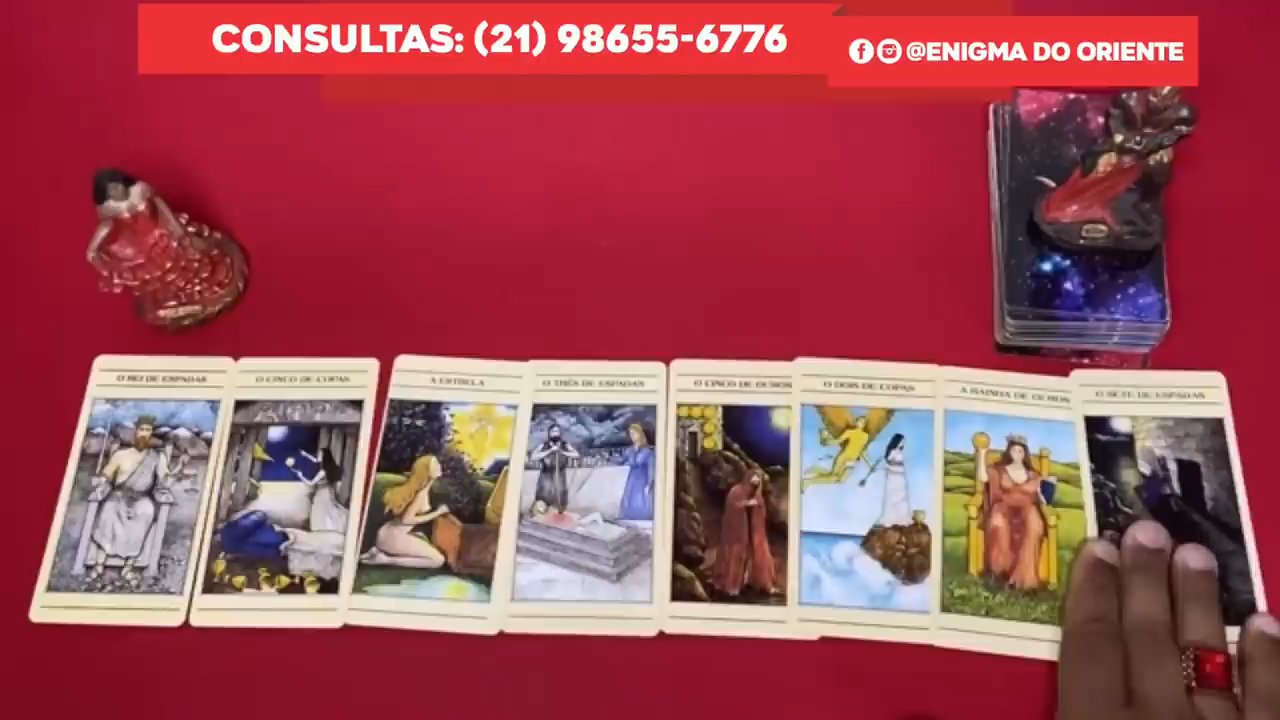 CONSULTAS: (21) 98655-6776
@ENIGMA DO ORIENTE
O REI DE ESPADAS
O CINCO DE COPAS
A ESTRELA
O TRÊS DE ESPADAS
O CINCO DE OUROS
O DOIS DE COPAS
A RAINHA DE OUROS
O SETE DE ESPADAS